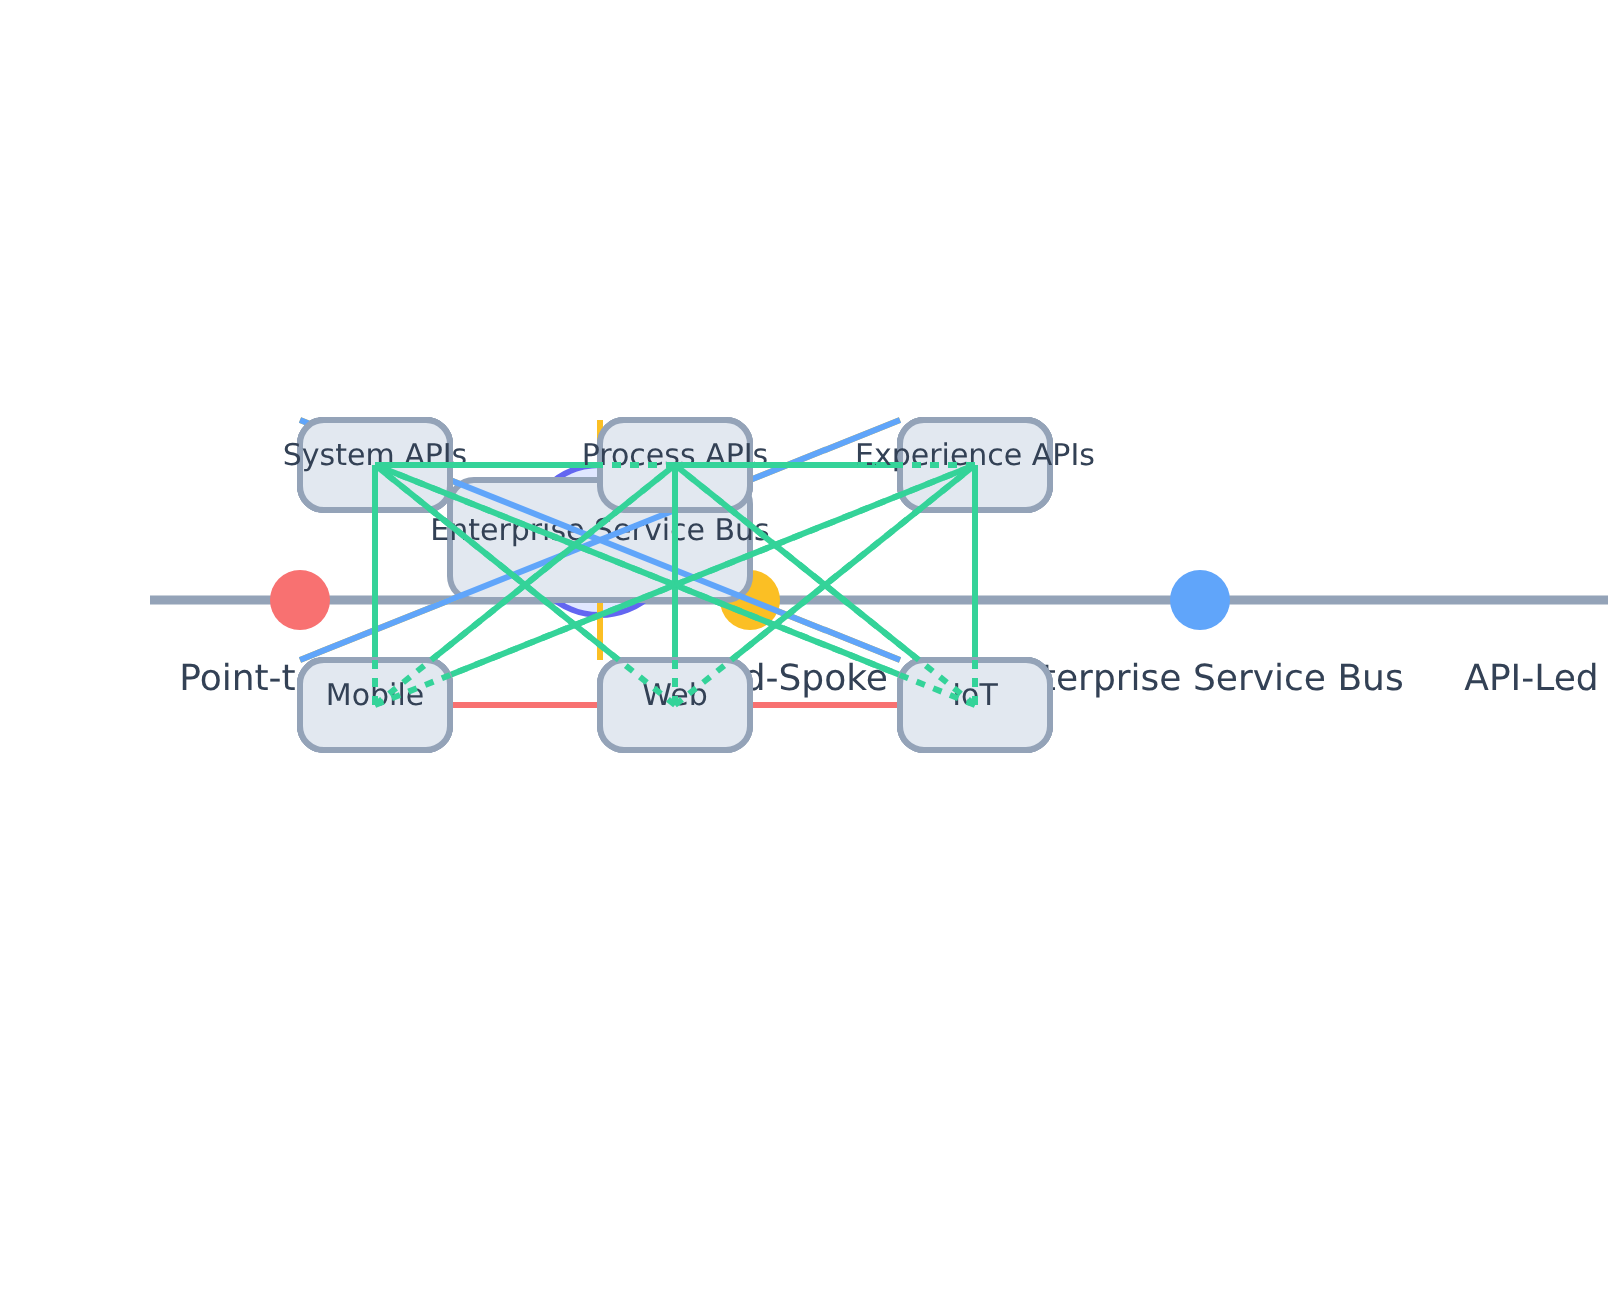 System APIs
Process APIs
Experience APIs
Enterprise Service Bus
Point-t
d-Spoke
terprise Service Bus
API-Led
Mobile
Web
IoT